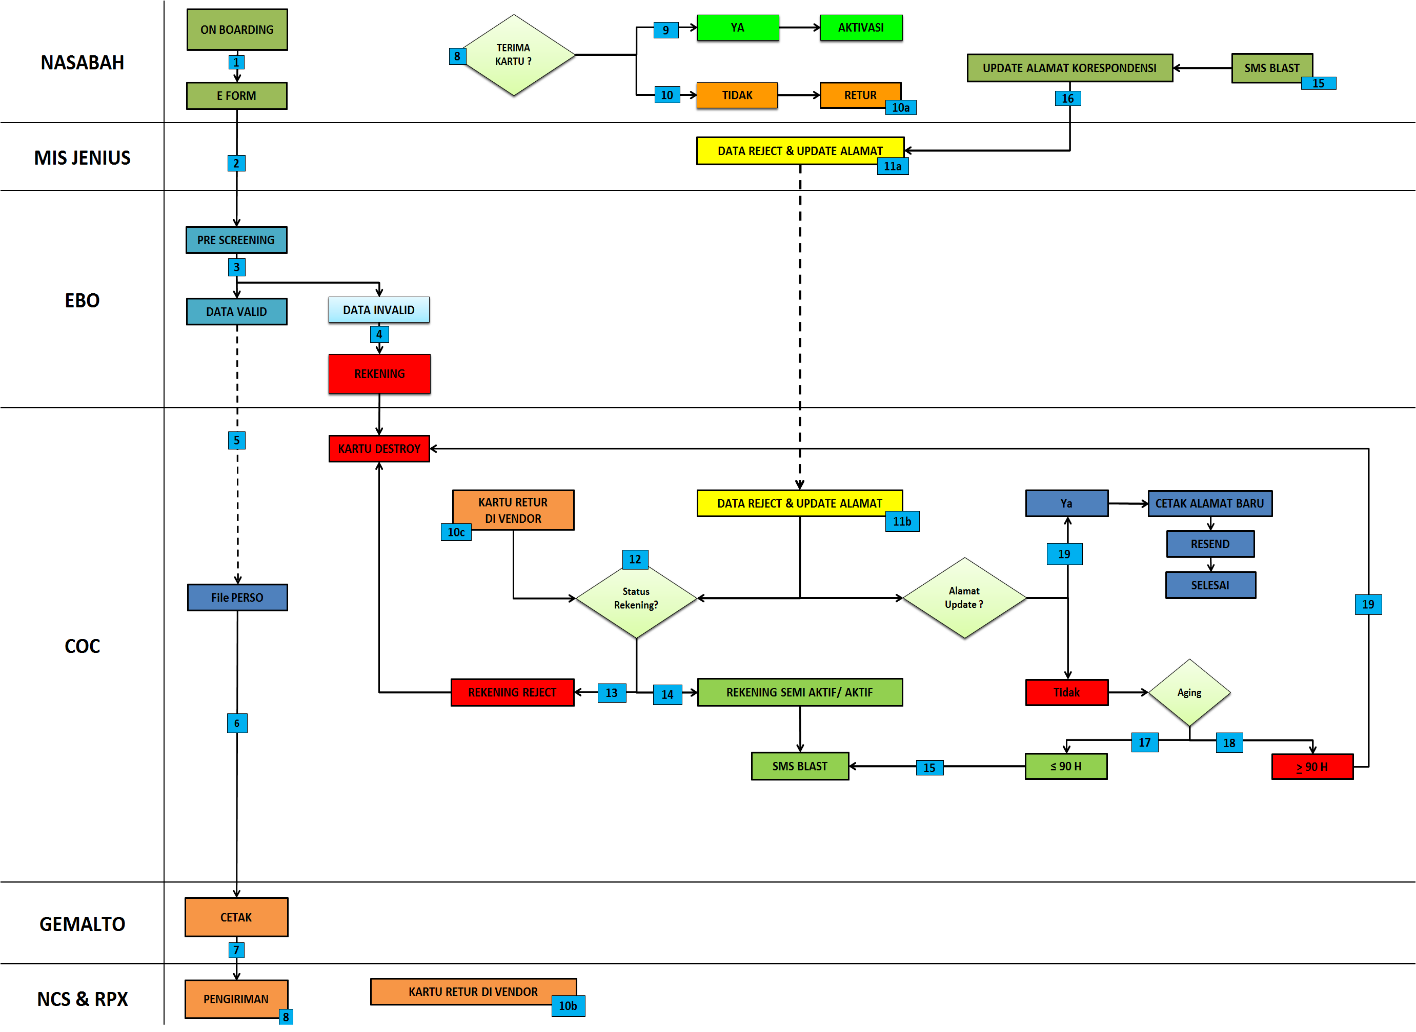 NASABAH
ON BOARDING
1
E FORM
8
TERIMA
KARTU ?
9
YA
AKTIVASI
10
TIDAK
RETUR
10a
UPDATE ALAMAT KORESPONDENSI
SMS BLAST
15
16
MIS JENIUS
2
DATA REJECT & UPDATE ALAMAT
11a
EBO
PRE SCREENING
3
DATA VALID
DATA INVALID
4
REKENING
COC
5
KARTU DESTROY
KARTU RETUR
DI VENDOR
10c
DATA REJECT & UPDATE ALAMAT
11b
Ya
CETAK ALAMAT BARU
RESEND
SELESAI
19
12
Status
Rekening?
Alamat
Update ?
19
File PERSO
6
REKENING REJECT
13
14
REKENING SEMI AKTIF/ AKTIF
Tidak
Aging
17
18
SMS BLAST
15
≤ 90 H
≥ 90 H
GEMALTO
CETAK
7
NCS & RPX
PENGIRIMAN
8
KARTU RETUR DI VENDOR
10b